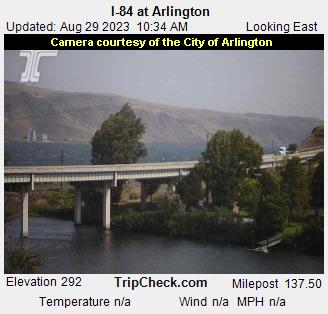 I-84 at Arlington
Updated: Aug 29 2023 10:34 AM Looking East
Camera courtesy of the City of Arlington
Elevation 292 TripCheck.com Milepost 137.50
Temperature n/a Wind n/a MPH n/a